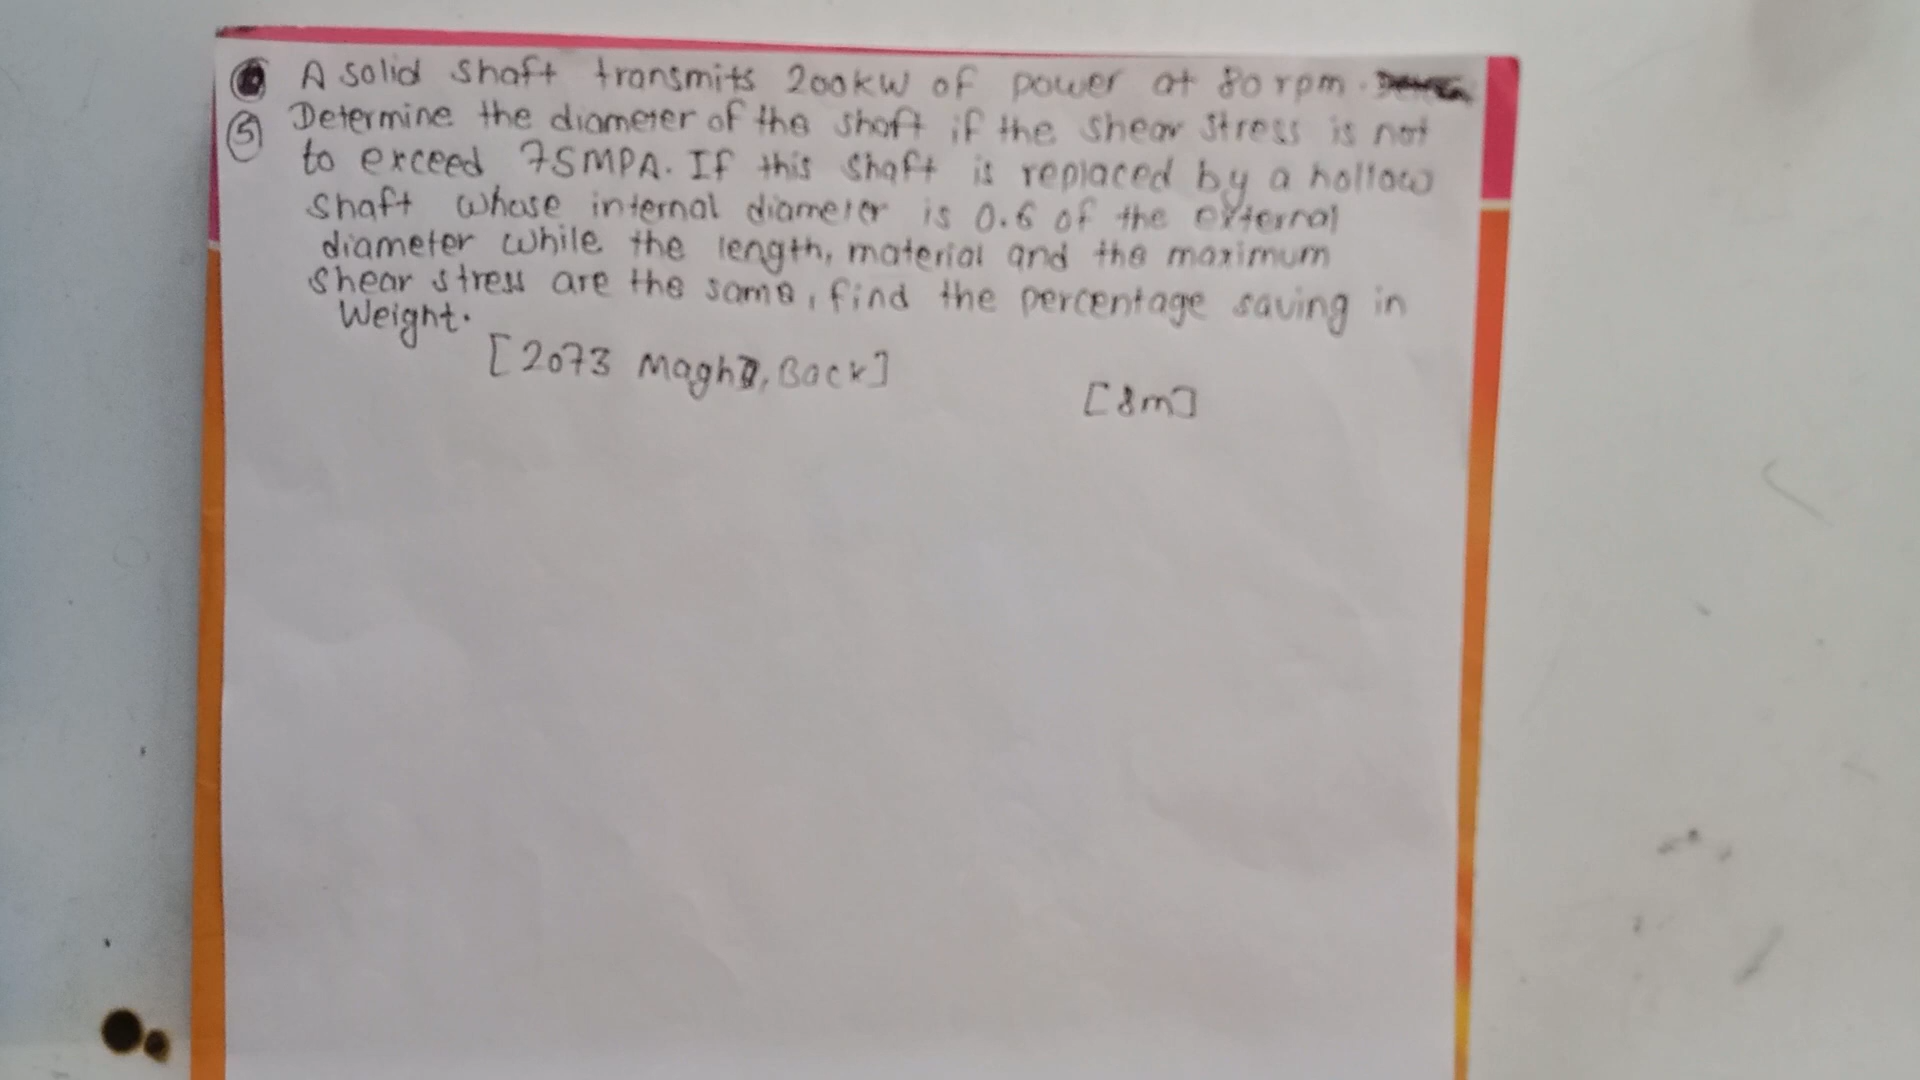 A solid shaft transmits 200kW of power at 80 rpm.
⑤ Determine the diameter of the shaft if the shear stress is not
to exceed 75MPA. If this shaft is replaced by a hollow
shaft whose internal diameter is 0.6 of the external
diameter while the length, material and the maximum
shear stress are the same, find the percentage saving in
Weight.
[2073 Magh, Back]
[8m]